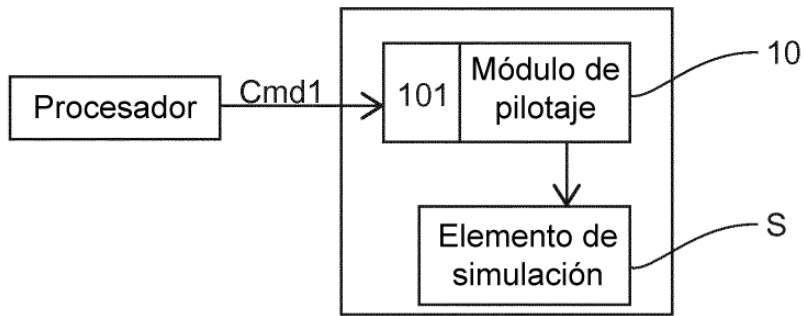 Procesador
Cmd1
101
Módulo de
pilotaje
10
Elemento de
simulación
S